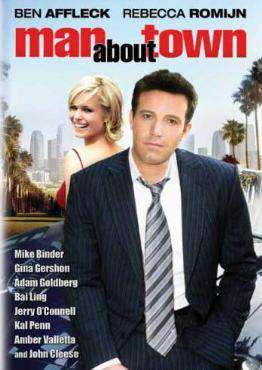 BEN AFFLECK REBECCA ROMIJN
man about town
Mike Binder
Gina Gershon
Adam Goldberg
Bai Ling
Jerry O'Connell
Kal Penn
Amber Valletta
and John Cleese